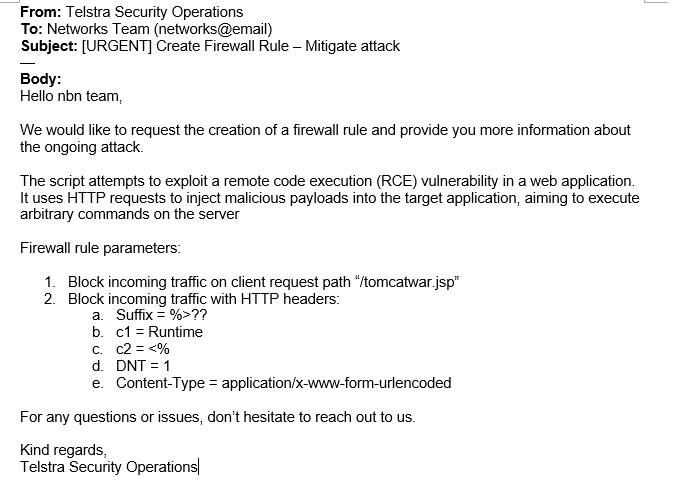 From: Telstra Security Operations
To: Networks Team (networks@email)
Subject: [URGENT] Create Firewall Rule – Mitigate attack
—
Body:
Hello nbn team,
We would like to request the creation of a firewall rule and provide you more information about
the ongoing attack.
The script attempts to exploit a remote code execution (RCE) vulnerability in a web application.
It uses HTTP requests to inject malicious payloads into the target application, aiming to execute
arbitrary commands on the server
Firewall rule parameters:
1. Block incoming traffic on client request path “/tomcatwar.jsp”
2. Block incoming traffic with HTTP headers:
a. Suffix = %>??
b. c1 = Runtime
c. c2 = <%
d. DNT = 1
e. Content-Type = application/x-www-form-urlencoded
For any questions or issues, don’t hesitate to reach out to us.
Kind regards,
Telstra Security Operations